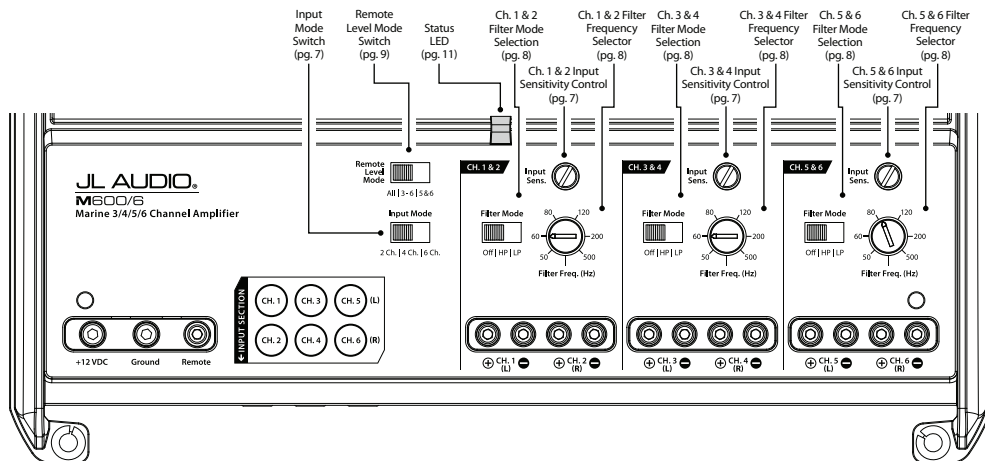 Input
Mode
Switch
(pg. 7)
Remote
Level Mode
Switch
(pg. 9)
Status
LED
(pg. 11)
Ch. 1 & 2
Filter Mode
Selection
(pg. 8)
Ch. 1 & 2 Filter
Frequency
Selector
(pg. 8)
Ch. 3 & 4
Filter Mode
Selection
(pg. 8)
Ch. 3 & 4 Filter
Frequency
Selector
(pg. 8)
Ch. 5 & 6
Filter Mode
Selection
(pg. 8)
Ch. 5 & 6 Filter
Frequency
Selector
(pg. 8)
Ch. 1 & 2 Input
Sensitivity Control
(pg. 7)
Ch. 3 & 4 Input
Sensitivity Control
(pg. 7)
Ch. 5 & 6 Input
Sensitivity Control
(pg. 7)
JL AUDIO®
M600/6
Marine 3/4/5/6 Channel Amplifier
Remote
Level
Mode
All | 3 - 6 | 5 & 6
Input Mode
2 Ch. | 4 Ch. | 6 Ch.
CH. 1 & 2
Input
Sens.
Filter Mode
Off | HP | LP
80
120
60
200
50
500
Filter Freq. (Hz)
CH. 3 & 4
Input
Sens.
Filter Mode
Off | HP | LP
80
120
60
200
50
500
Filter Freq. (Hz)
CH. 5 & 6
Input
Sens.
Filter Mode
Off | HP | LP
80
120
60
200
50
500
Filter Freq. (Hz)
INPUT SECTION
CH. 1
CH. 3
CH. 5
(L)
CH. 2
CH. 4
CH. 6
(R)
+12 VDC
Ground
Remote
+ CH. 1 −
(L)
+ CH. 2 −
(R)
+ CH. 3 −
(L)
+ CH. 4 −
(R)
+ CH. 5 −
(L)
+ CH. 6 −
(R)